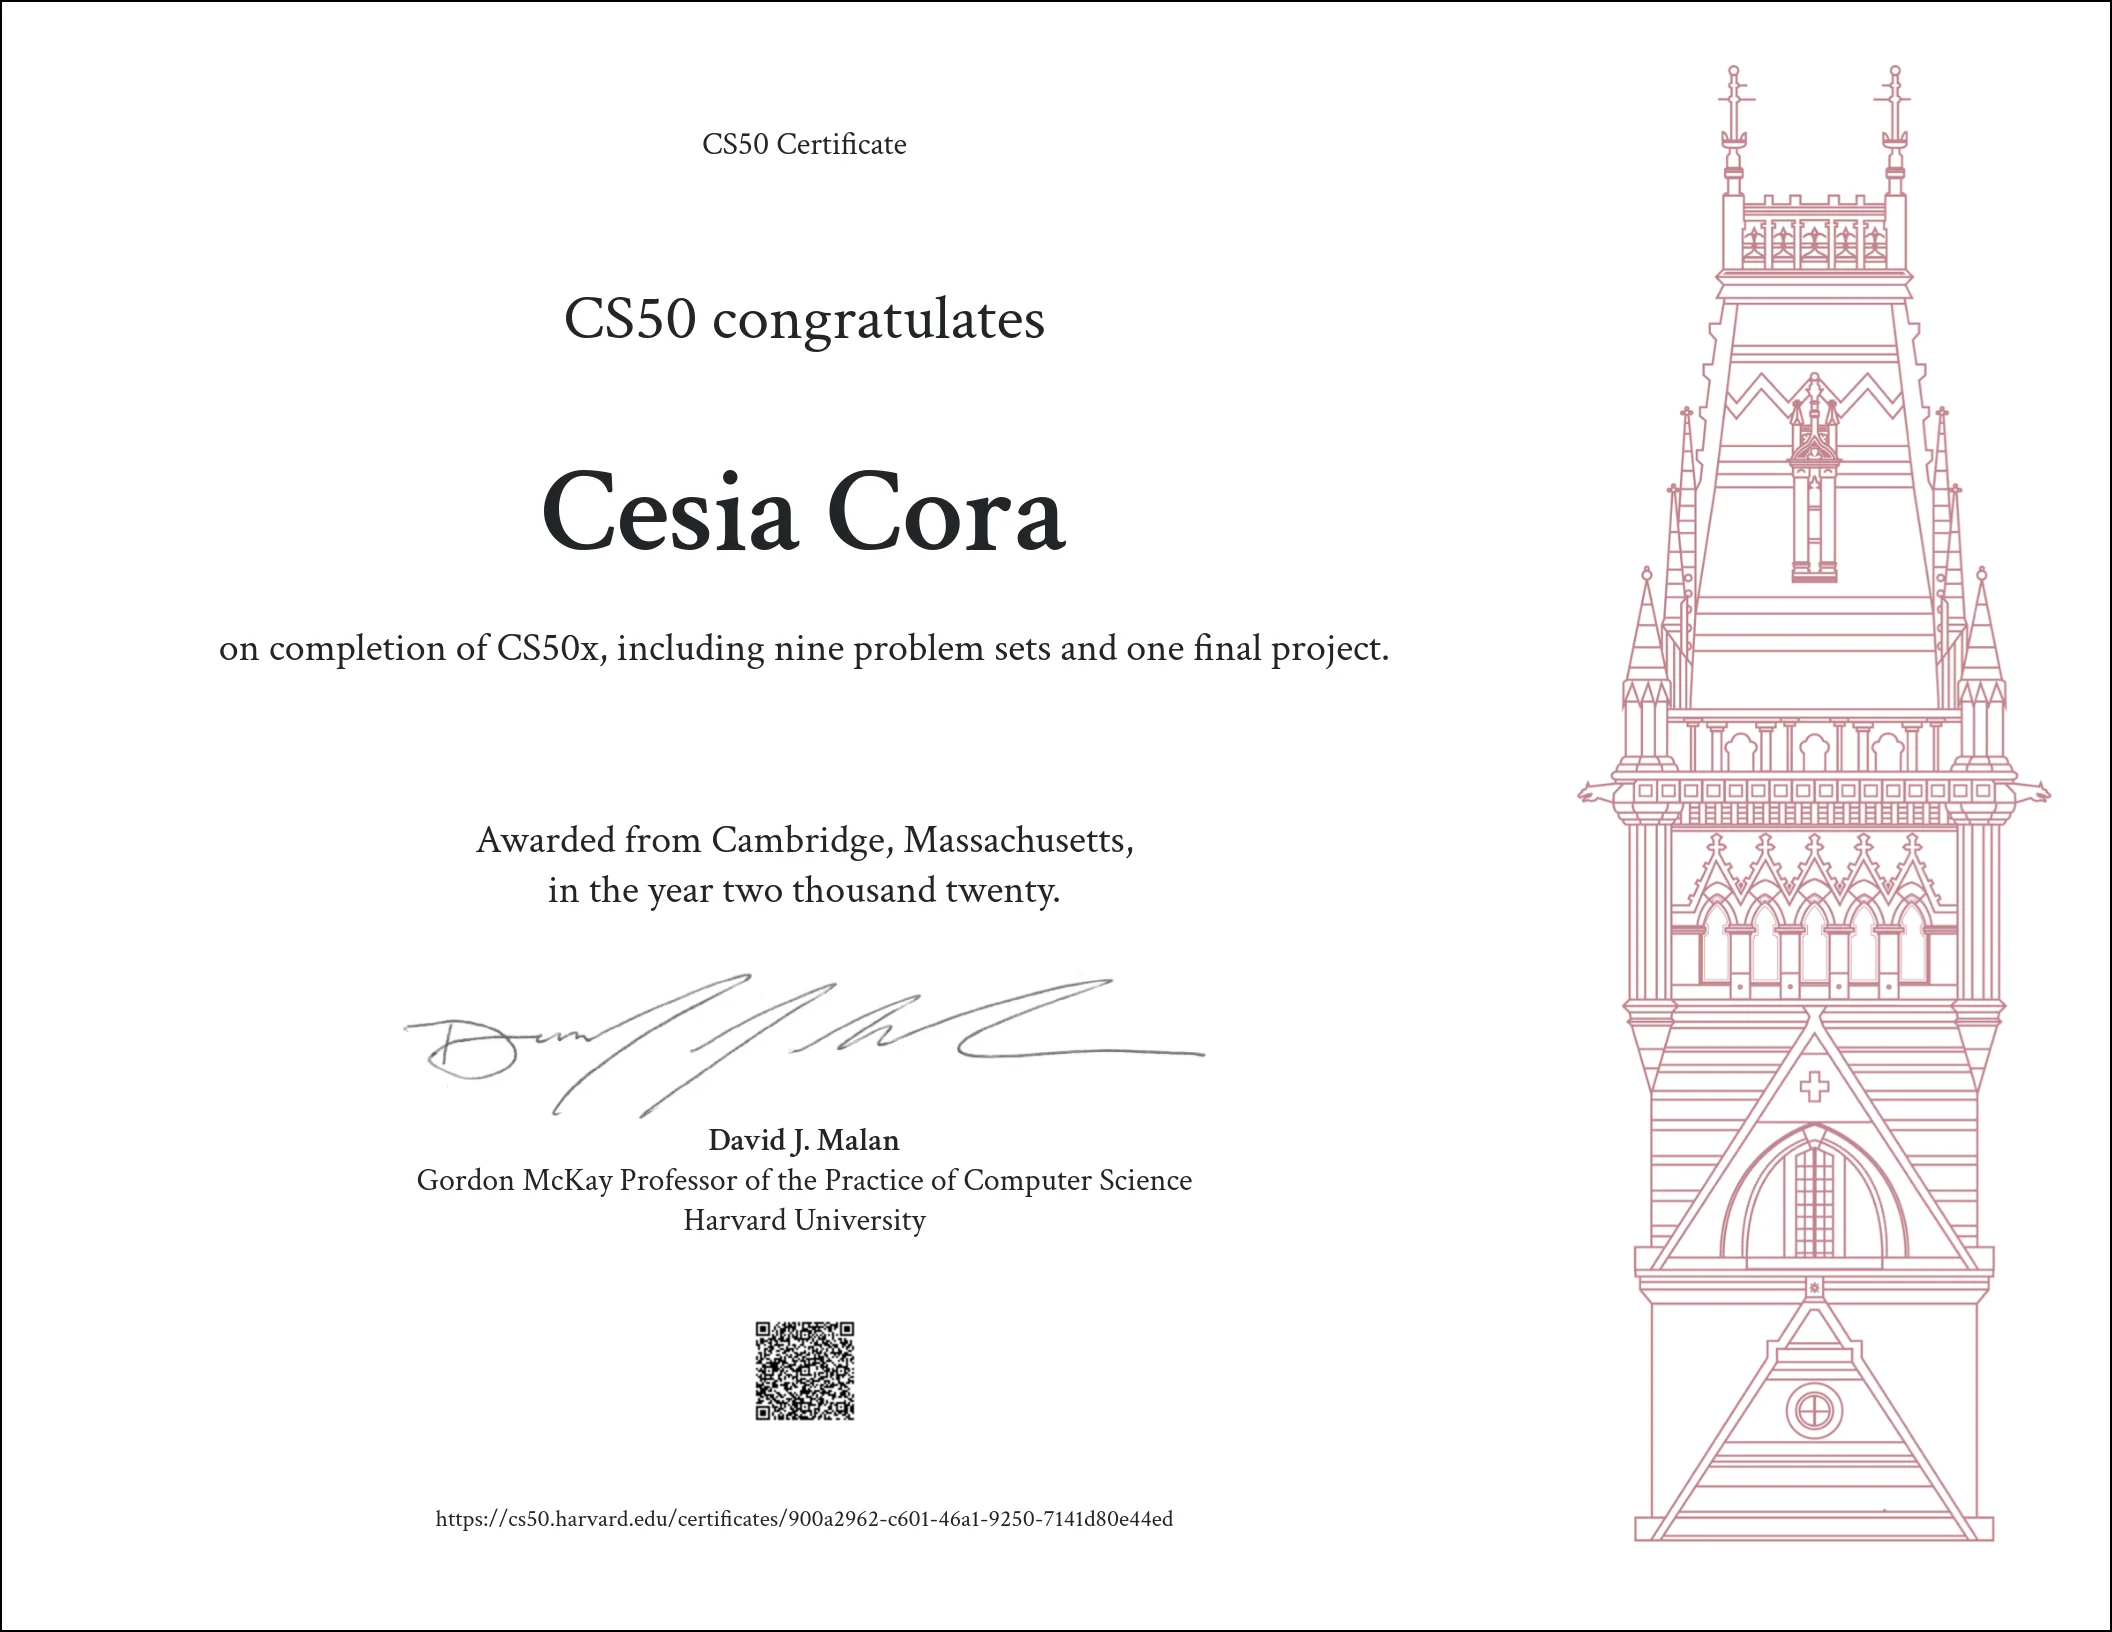 CS50 Certificate
CS50 congratulates
Cesia Cora
on completion of CS50x, including nine problem sets and one final project.
Awarded from Cambridge, Massachusetts,
in the year two thousand twenty.
David J. Malan
Gordon McKay Professor of the Practice of Computer Science
Harvard University
https://cs50.harvard.edu/certificates/900a2962-c601-46a1-9250-7141d80e44ed